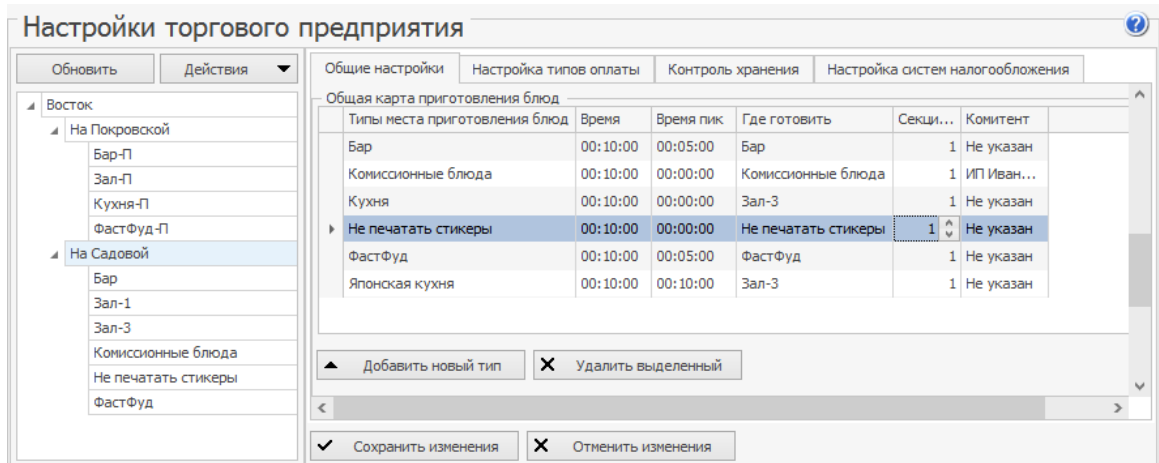 Настройки торгового предприятия
Обновить Действия
Восток
На Покровской
Бар-П
Зал-П
Кухня-П
ФастФуд-П
На Садовой
Бар
Зал-1
Зал-3
Комиссионные блюда
Не печатать стикеры
ФастФуд
Общие настройки Настройка типов оплаты Контроль хранения Настройка систем налогообложения
Общая карта приготовления блюд
Типы места приготовления блюд Время Время пик Где готовить Секци... Комитент
Бар 00:10:00 00:05:00 Бар 1 Не указан
Комиссионные блюда 00:10:00 00:00:00 Комиссионные блюда 1 ИП Иван...
Кухня 00:10:00 00:00:00 Зал-3 1 Не указан
Не печатать стикеры 00:10:00 00:00:00 Не печатать стикеры 1 Не указан
ФастФуд 00:10:00 00:05:00 ФастФуд 1 Не указан
Японская кухня 00:10:00 00:10:00 Зал-3 1 Не указан
Добавить новый тип Удалить выделенный
Сохранить изменения Отменить изменения